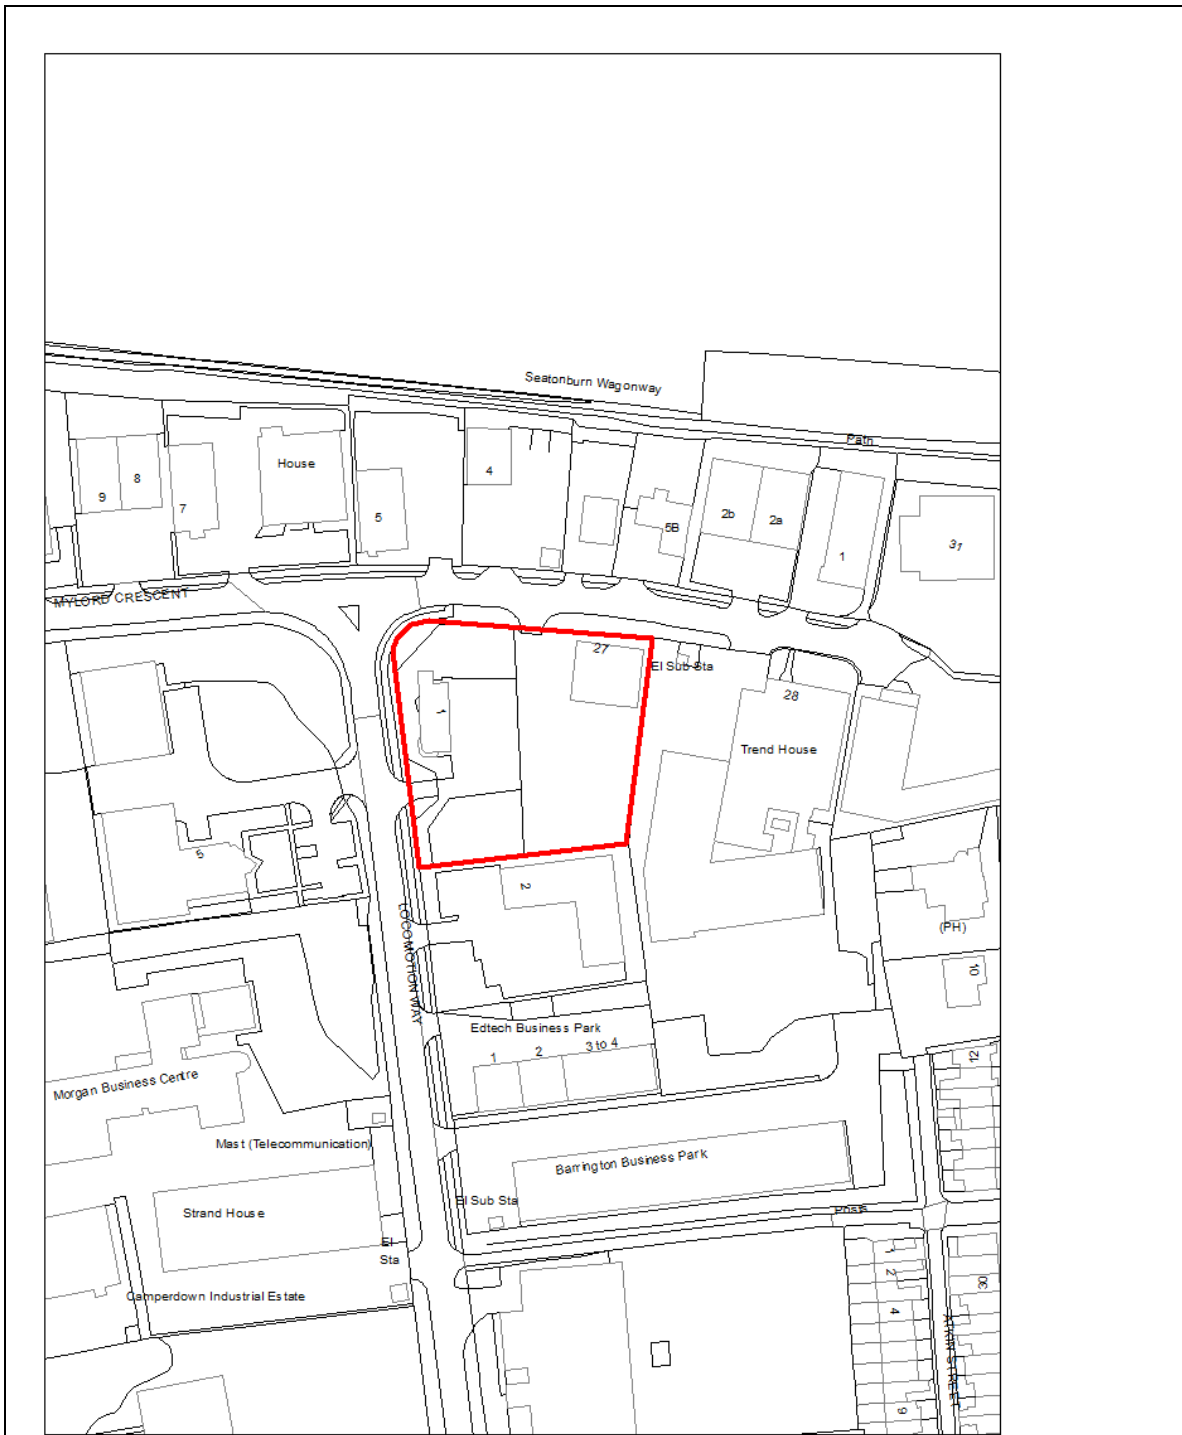 Seatonburn Wagonway
Path
House
4
8
9
7
5
5B
2b
2a
1
31
MYLORD CRESCENT
27
El Sub Sta
28
1
Trend House
5
2
(PH)
10
LOCOMOTION WAY
Edtech Business Park
1
2
3 to 4
12
Morgan Business Centre
Mast (Telecommunication)
Barrington Business Park
El Sub Sta
Strand House
Posts
El
Sta
1
2
30
Camperdown Industrial Estate
4
ATKIN STREET
9